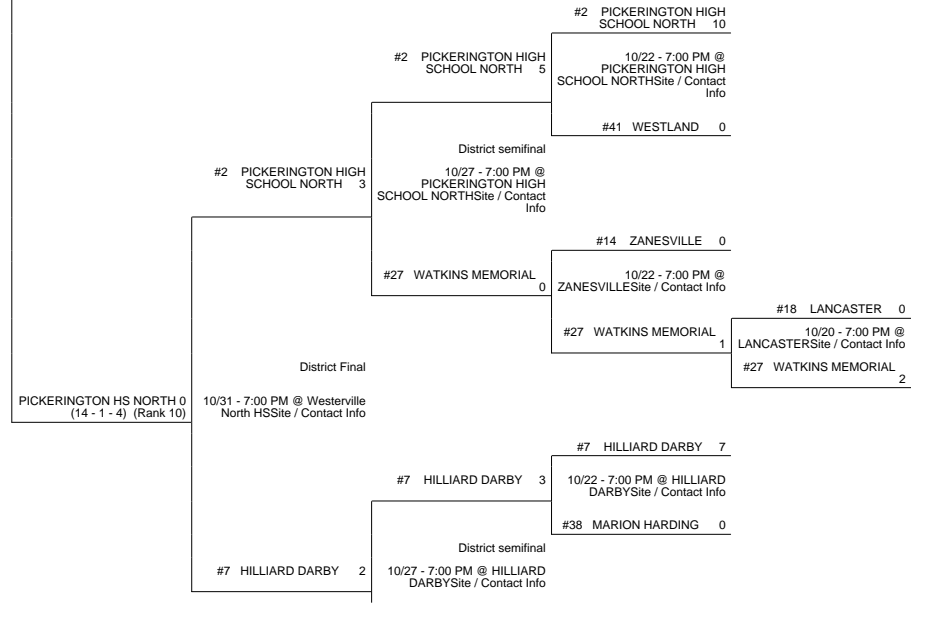 #2 PICKERINGTON HIGH
SCHOOL NORTH 10
10/22 - 7:00 PM @
PICKERINGTON HIGH
SCHOOL NORTHSite / Contact
Info
#41 WESTLAND 0
#2 PICKERINGTON HIGH
SCHOOL NORTH 5
District semifinal
10/27 - 7:00 PM @
PICKERINGTON HIGH
SCHOOL NORTHSite / Contact
Info
#2 PICKERINGTON HIGH
SCHOOL NORTH 3
#14 ZANESVILLE 0
10/22 - 7:00 PM @
ZANESVILLESite / Contact Info
#27 WATKINS MEMORIAL
0
#18 LANCASTER 0
10/20 - 7:00 PM @
LANCASTERSite / Contact Info
#27 WATKINS MEMORIAL
2
#27 WATKINS MEMORIAL
1
District Final
10/31 - 7:00 PM @ Westerville
North HSSite / Contact Info
PICKERINGTON HS NORTH 0
(14 - 1 - 4) (Rank 10)
#7 HILLIARD DARBY 7
10/22 - 7:00 PM @ HILLIARD
DARBYSite / Contact Info
#38 MARION HARDING 0
#7 HILLIARD DARBY 3
District semifinal
10/27 - 7:00 PM @ HILLIARD
DARBYSite / Contact Info
#7 HILLIARD DARBY 2